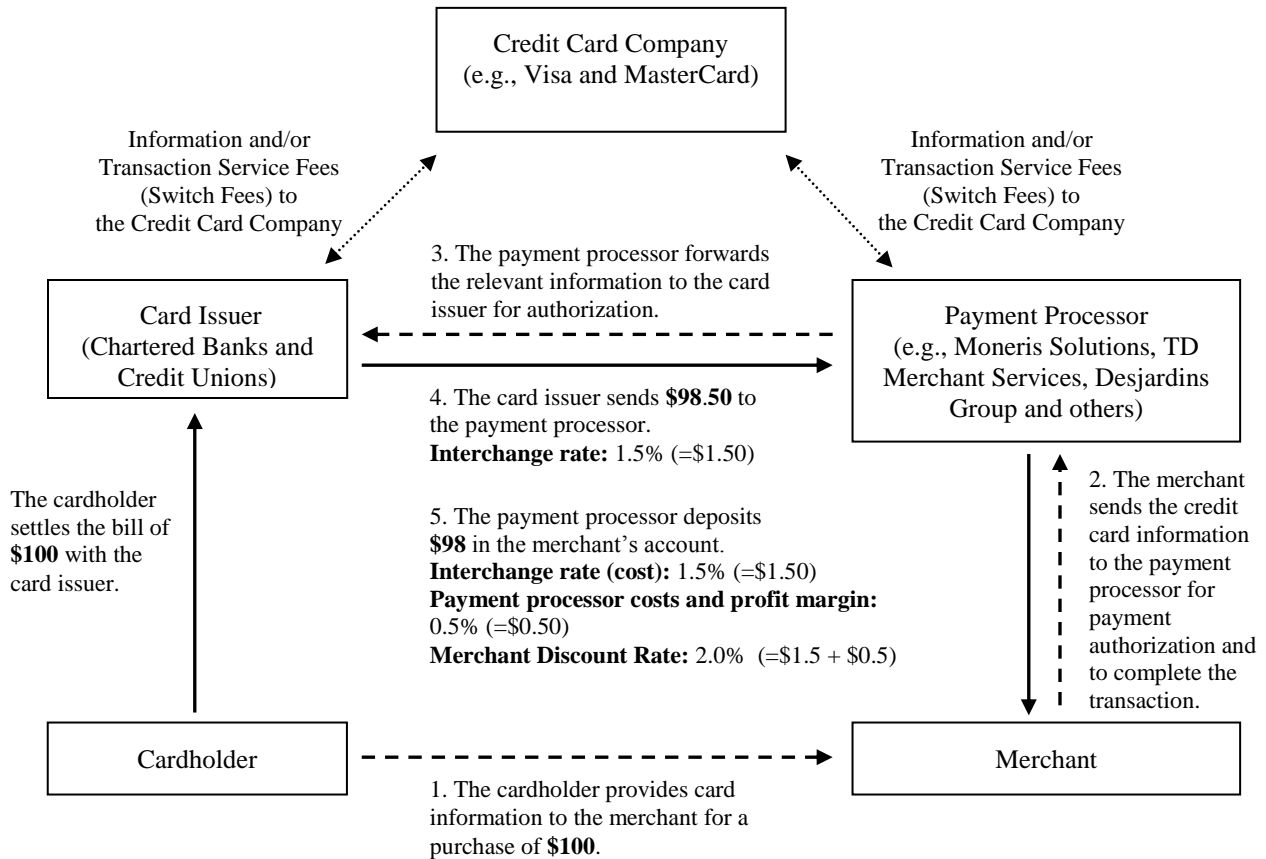 Credit Card Company
(e.g., Visa and MasterCard)
Information and/or
Transaction Service Fees
(Switch Fees) to
the Credit Card Company
Information and/or
Transaction Service Fees
(Switch Fees) to
the Credit Card Company
3. The payment processor forwards
the relevant information to the card
issuer for authorization.
Card Issuer
(Chartered Banks and
Credit Unions)
Payment Processor
(e.g., Moneris Solutions, TD
Merchant Services, Desjardins
Group and others)
4. The card issuer sends $98.50 to
the payment processor.
Interchange rate: 1.5% (=$1.50)
The cardholder
settles the bill of
$100 with the
card issuer.
5. The payment processor deposits
$98 in the merchant's account.
Interchange rate (cost): 1.5% (=$1.50)
Payment processor costs and profit margin:
0.5% (=$0.50)
Merchant Discount Rate: 2.0% (=$1.5 + $0.5)
2. The merchant
sends the credit
card information
to the payment
processor for
payment
authorization and
to complete the
transaction.
Cardholder
Merchant
1. The cardholder provides card
information to the merchant for a
purchase of $100.